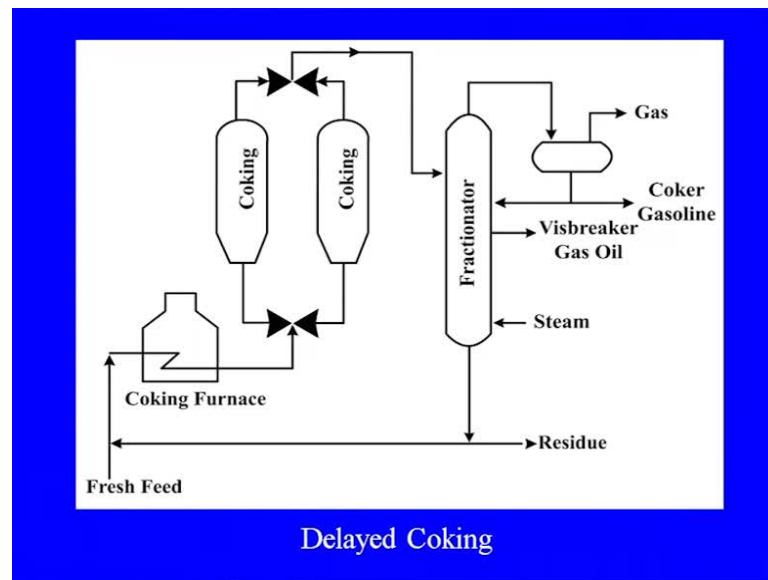 Coking
Coking
Fractionator
Gas
Coker
Gasoline
Visbreaker
Gas Oil
Steam
Coking Furnace
Residue
Fresh Feed
Delayed Coking